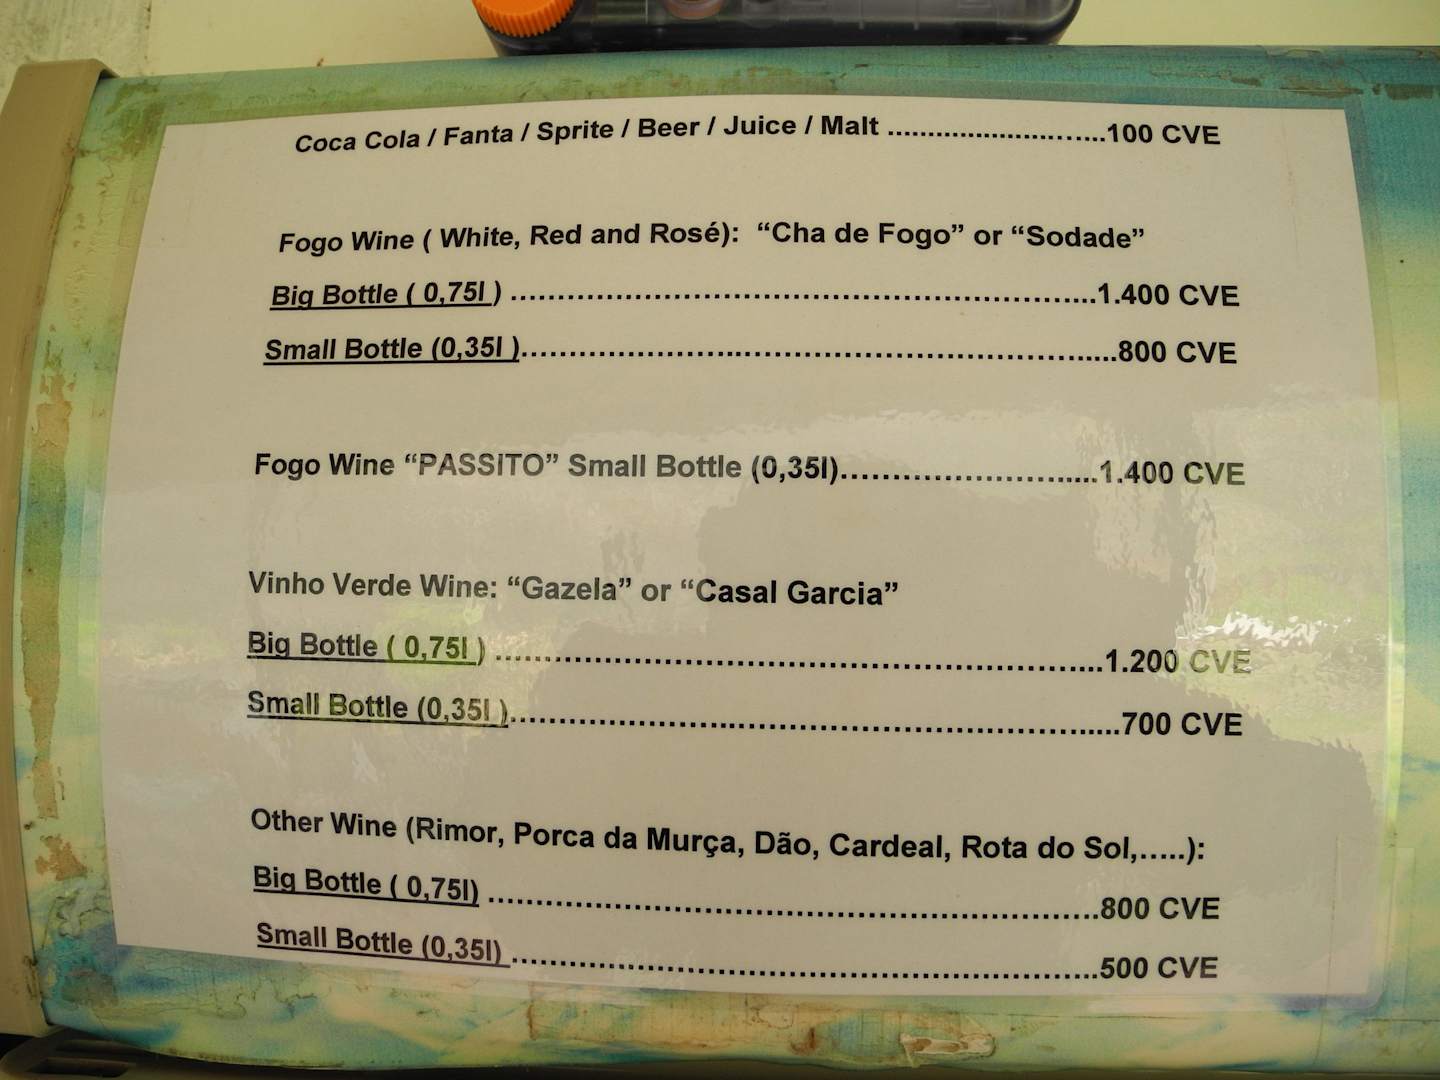 Coca Cola / Fanta / Sprite / Beer / Juice / Malt ............................100 CVE
Fogo Wine ( White, Red and Rosé): “Cha de Fogo” or “Sodade”
Big Bottle ( 0,75l ) ......................................................................1.400 CVE
Small Bottle (0,35l )........................................................................800 CVE
Fogo Wine “PASSITO” Small Bottle (0,35l)................................1.400 CVE
Vinho Verde Wine: “Gazela” or “Casal Garcia”
Big Bottle ( 0,75l ) ........................................................................1.200 CVE
Small Bottle (0,35l )..........................................................................700 CVE
Other Wine (Rimor, Porca da Murça, Dão, Cardeal, Rota do Sol,.....):
Big Bottle ( 0,75l) ..........................................................................800 CVE
Small Bottle (0,35l) .......................................................................500 CVE